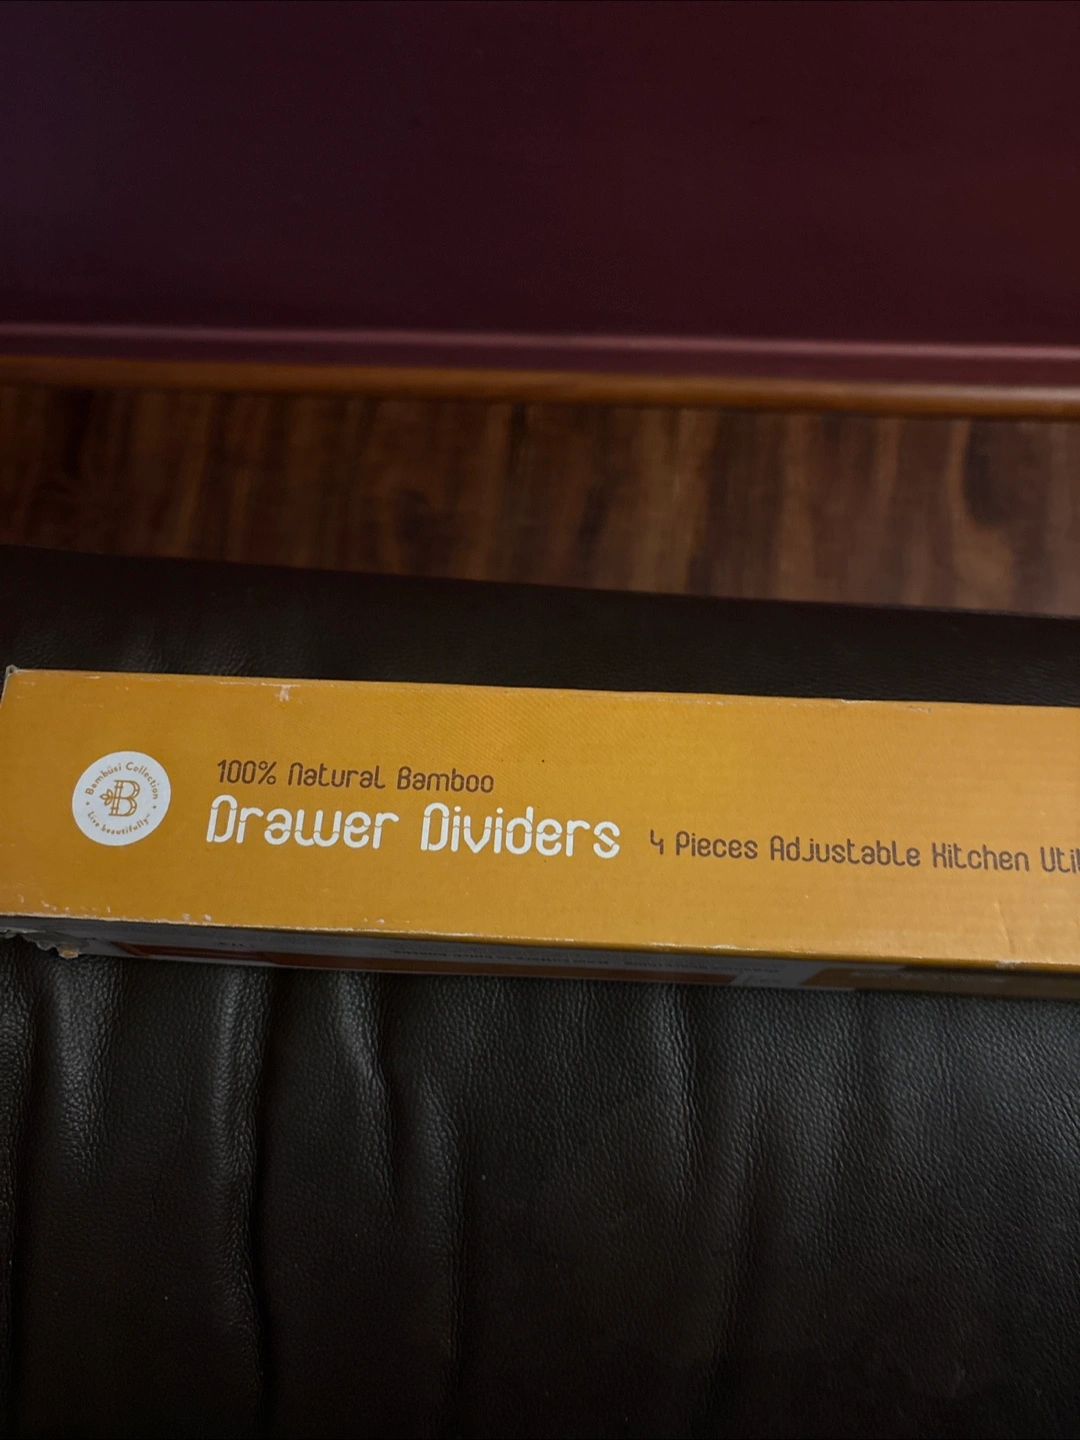 Bambüsi Collection
B
Live beautifully
100% Natural Bamboo
Drawer Dividers
4 Pieces Adjustable Kitchen